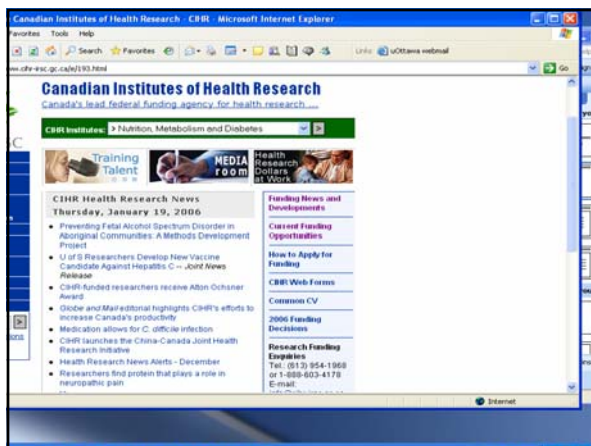 Canadian Institutes of Health Research - CIHR - Microsoft Internet Explorer
Favorites Tools Help
Search Favorites Links uOttawa webmail
ww.cihr-irsc.gc.ca/e/193.html Go
Canadian Institutes of Health Research
Canada's lead federal funding agency for health research ....
CIHR Institutes: > Nutrition, Metabolism and Diabetes >
SC
Training
Talent
MEDIA
room
Health
Research
Dollars
at Work
CIHR Health Research News
Thursday, January 19, 2006
Preventing Fetal Alcohol Spectrum Disorder in
Aboriginal Communities: A Methods Development
Project
U of S Researchers Develop New Vaccine
Candidate Against Hepatitis C – Joint News
Release
CIHR-funded researchers receive Alton Ochsner
Award
Globe and Mail editorial highlights CIHR's efforts to
increase Canada's productivity
Medication allows for C. difficile infection
CIHR launches the China-Canada Joint Health
Research Initiative
Health Research News Alerts - December
Researchers find protein that plays a role in
neuropathic pain
Funding News and
Developments
Current Funding
Opportunities
How to Apply for
Funding
CIHR Web Forms
Common CV
2006 Funding
Decisions
Research Funding
Enquiries
Tel.: (613) 954-1968
or 1-888-603-4178
E-mail:
Internet